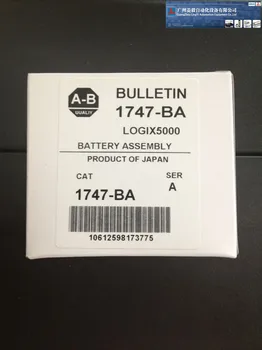 A-B
QUALITY
BULLETIN
1747-BA
LOGIX5000
BATTERY ASSEMBLY
PRODUCT OF JAPAN
CAT
SER
1747-BA
A
10612598173775